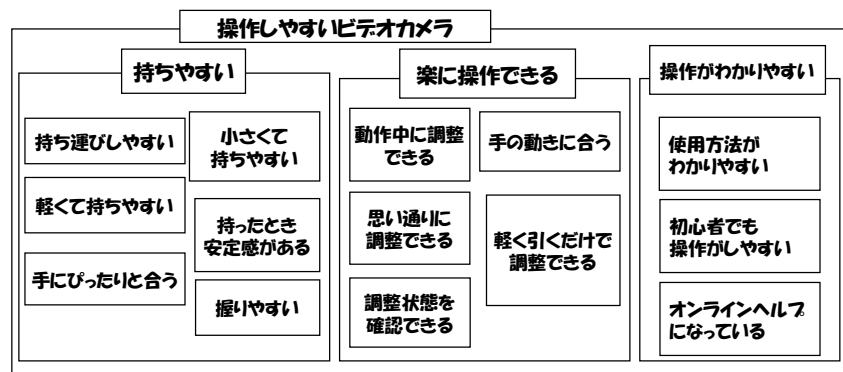 操作しやすいビデオカメラ
持ちやすい
持ち運びしやすい
小さくて
持ちやすい
軽くて持ちやすい
持ったとき
安定感がある
手にぴったりと合う
握りやすい
楽に操作できる
動作中に調整
できる
手の動きに合う
思い通りに
調整できる
軽く引くだけで
調整できる
調整状態を
確認できる
操作がわかりやすい
使用方法が
わかりやすい
初心者でも
操作がしやすい
オンラインヘルプ
になっている